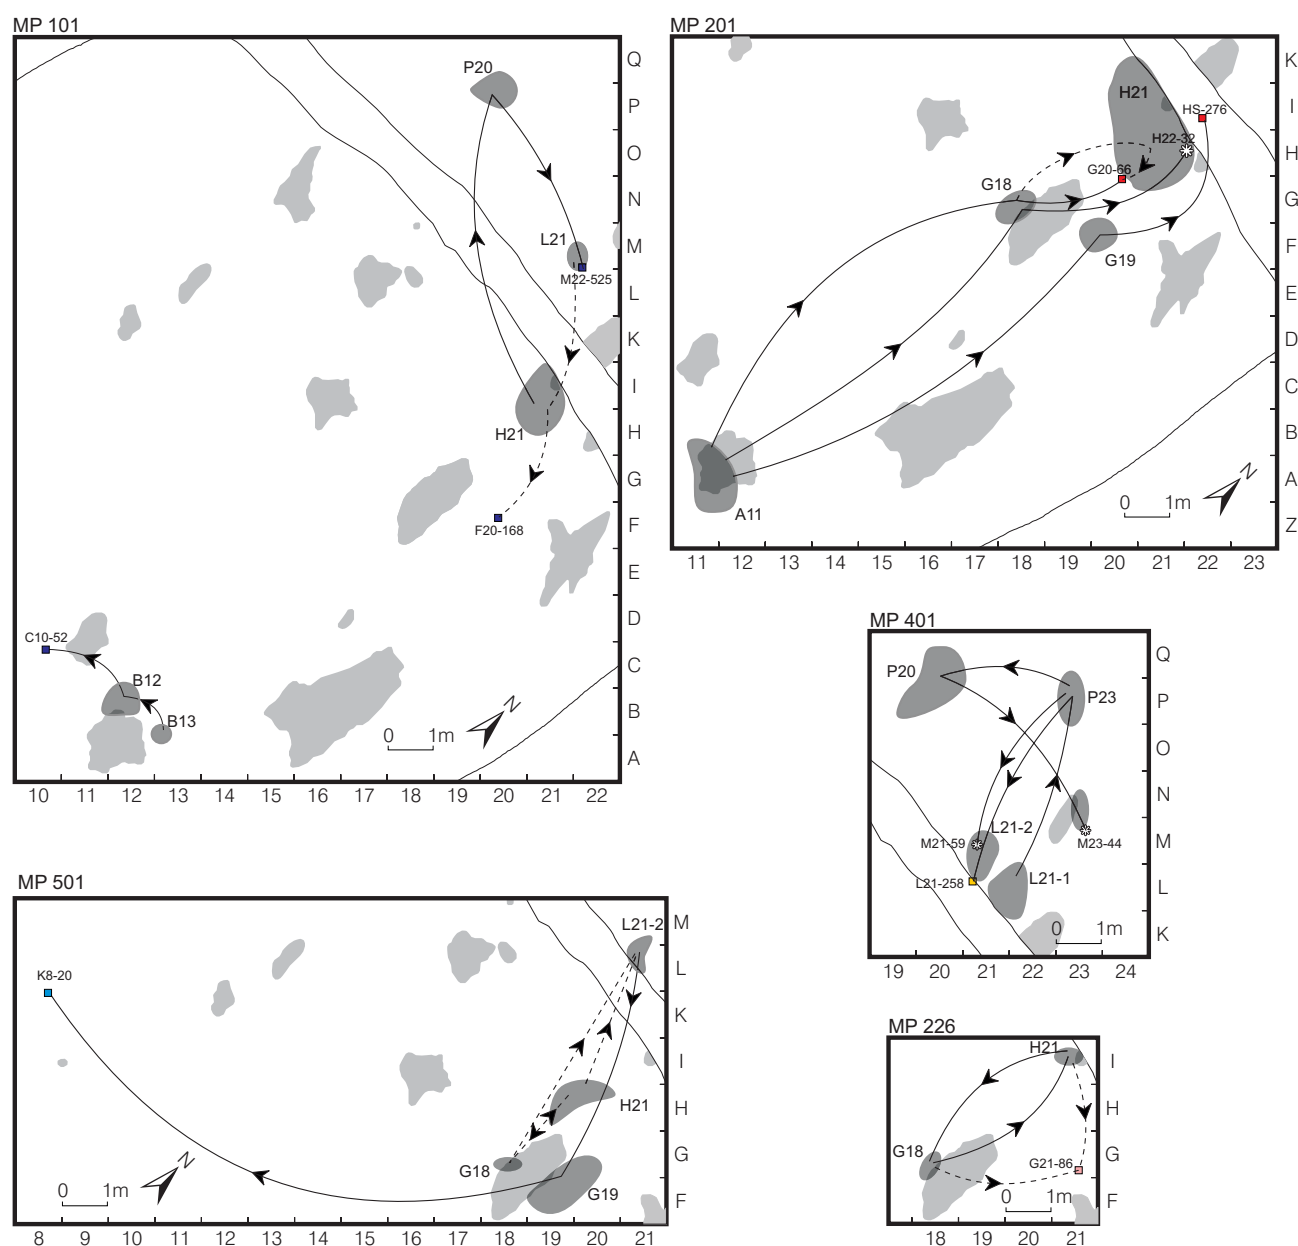 MP 101
Q
P
O
N
M
L
K
I
H
G
F
E
D
C
B
A
P20
L21
M22-525
H21
F20-168
C10-52
B12
B13
N
0 1m
10 11 12 13 14 15 16 17 18 19 20 21 22
MP 201
K
I
H
G
F
E
D
C
B
A
Z
H21
HS-276
H22-32
G20-66
G18
G19
A11
N
0 1m
11 12 13 14 15 16 17 18 19 20 21 22 23
MP 401
Q
P
O
N
M
L
K
P20
P23
L21-2
M21-59
M23-44
L21-258
L21-1
0 1m
19 20 21 22 23 24
MP 501
M
L
K
I
H
G
F
L21-2
K8-20
H21
G18
G19
N
0 1m
8 9 10 11 12 13 14 15 16 17 18 19 20 21
MP 226
I
H
G
F
H21
G18
G21-86
0 1m
18 19 20 21